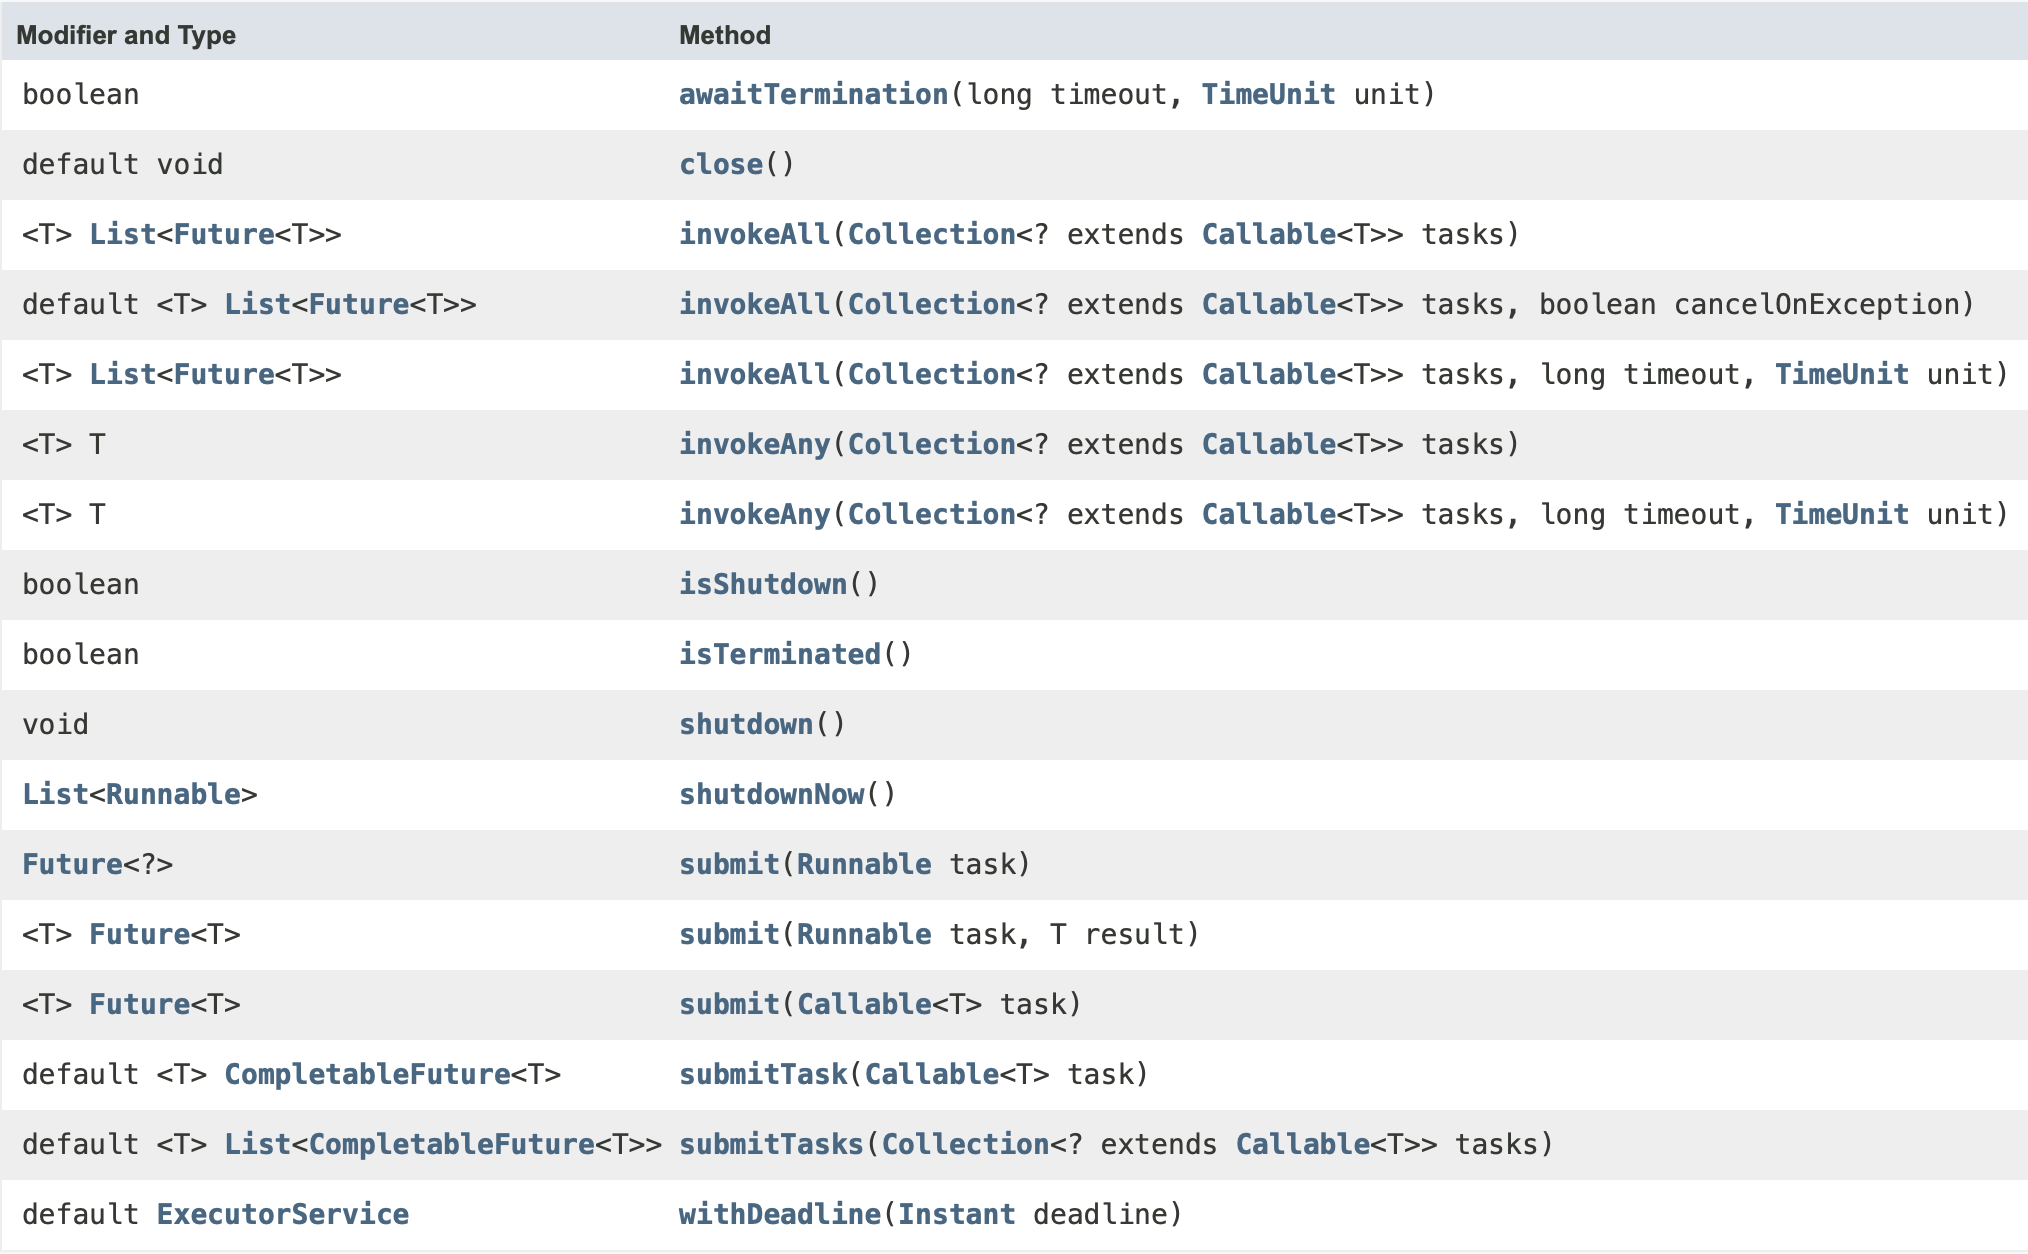 Modifier and Type Method
boolean awaitTermination(long timeout, TimeUnit unit)
default void close()
<T> List<Future<T>> invokeAll(Collection<? extends Callable<T>> tasks)
default <T> List<Future<T>> invokeAll(Collection<? extends Callable<T>> tasks, boolean cancelOnException)
<T> List<Future<T>> invokeAll(Collection<? extends Callable<T>> tasks, long timeout, TimeUnit unit)
<T> T invokeAny(Collection<? extends Callable<T>> tasks)
<T> T invokeAny(Collection<? extends Callable<T>> tasks, long timeout, TimeUnit unit)
boolean isShutdown()
boolean isTerminated()
void shutdown()
List<Runnable> shutdownNow()
Future<?> submit(Runnable task)
<T> Future<T> submit(Runnable task, T result)
<T> Future<T> submit(Callable<T> task)
default <T> CompletableFuture<T> submitTask(Callable<T> task)
default <T> List<CompletableFuture<T>> submitTasks(Collection<? extends Callable<T>> tasks)
default ExecutorService withDeadline(Instant deadline)